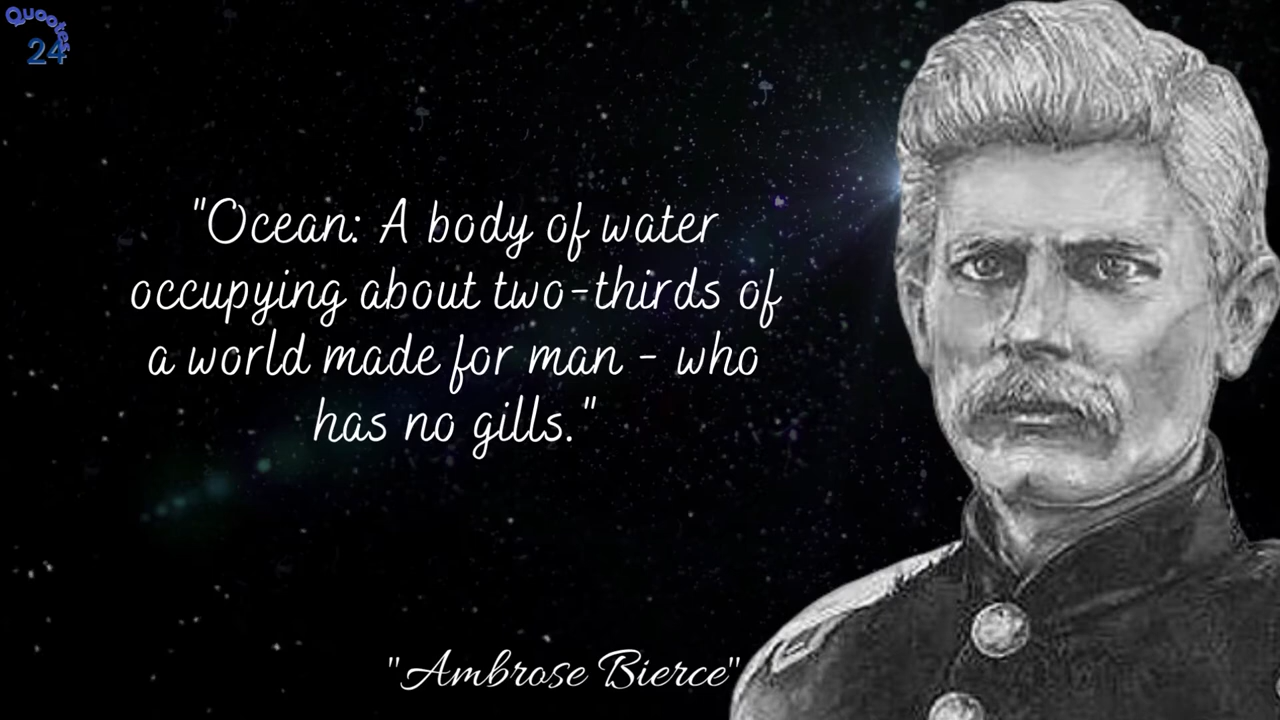 Quootes
24
"Ocean: A body of water
occupying about two-thirds of
a world made for man - who
has no gills."
"Ambrose Bierce"